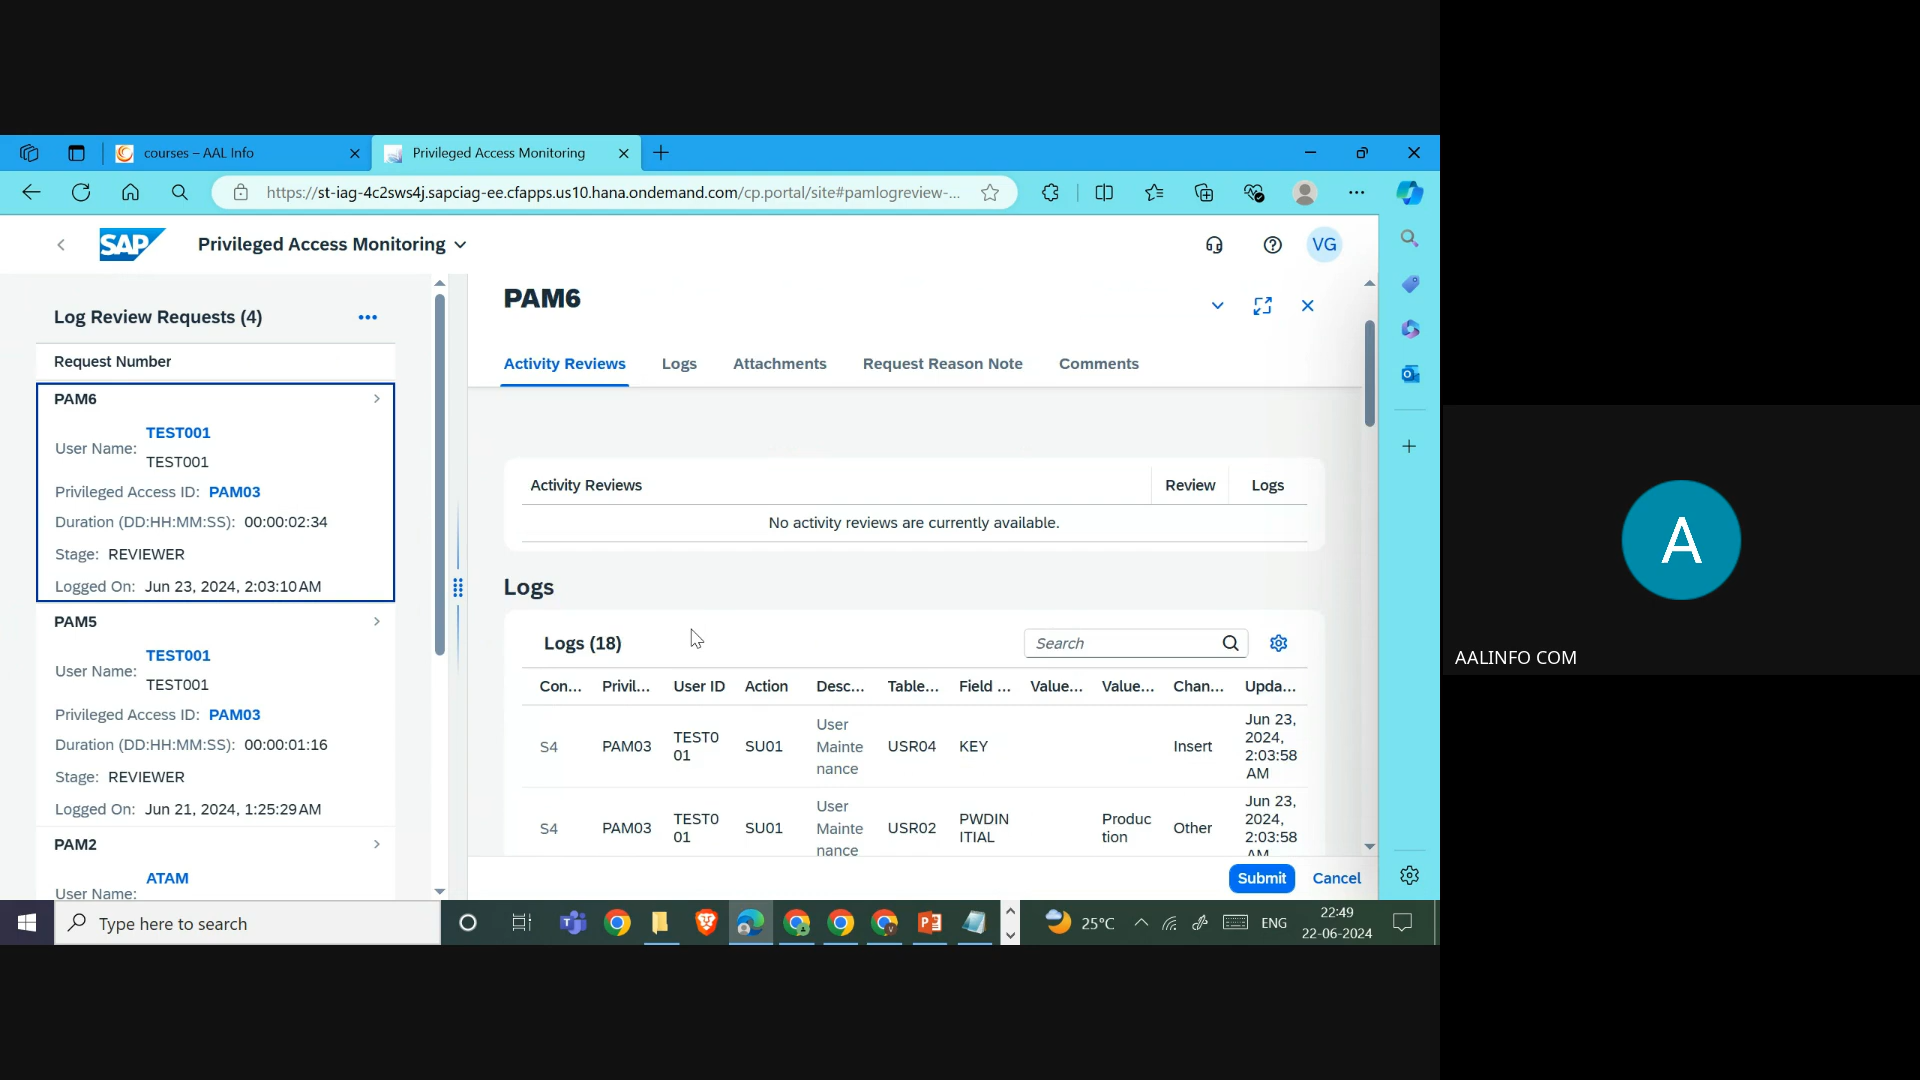 courses – AAL Info
Privileged Access Monitoring
https://st-iag-4c2sws4j.sapciag-ee.cfapps.us10.hana.ondemand.com/cp.portal/site#pamlogreview-...
SAP
Privileged Access Monitoring
VG
Log Review Requests (4)
Request Number
PAM6
TEST001
User Name:
TEST001
Privileged Access ID: PAM03
Duration (DD:HH:MM:SS): 00:00:02:34
Stage: REVIEWER
Logged On: Jun 23, 2024, 2:03:10 AM
PAM5
TEST001
User Name:
TEST001
Privileged Access ID: PAM03
Duration (DD:HH:MM:SS): 00:00:01:16
Stage: REVIEWER
Logged On: Jun 21, 2024, 1:25:29 AM
PAM2
ATAM
User Name:
PAM6
Activity Reviews Logs Attachments Request Reason Note Comments
Activity Reviews Review Logs
No activity reviews are currently available.
Logs
Logs (18) Search
Con... Privil... User ID Action Desc... Table... Field ... Value... Value... Chan... Upda...
S4 PAM03 TEST0
01 SU01 User
Mainte
nance USR04 KEY Insert Jun 23,
2024,
2:03:58
AM
S4 PAM03 TEST0
01 SU01 User
Mainte
nance USR02 PWDIN
ITIAL Produc
tion Other Jun 23,
2024,
2:03:58
AM
Submit Cancel
Type here to search
25°C ENG
22:49
22-06-2024
A
AALINFO COM